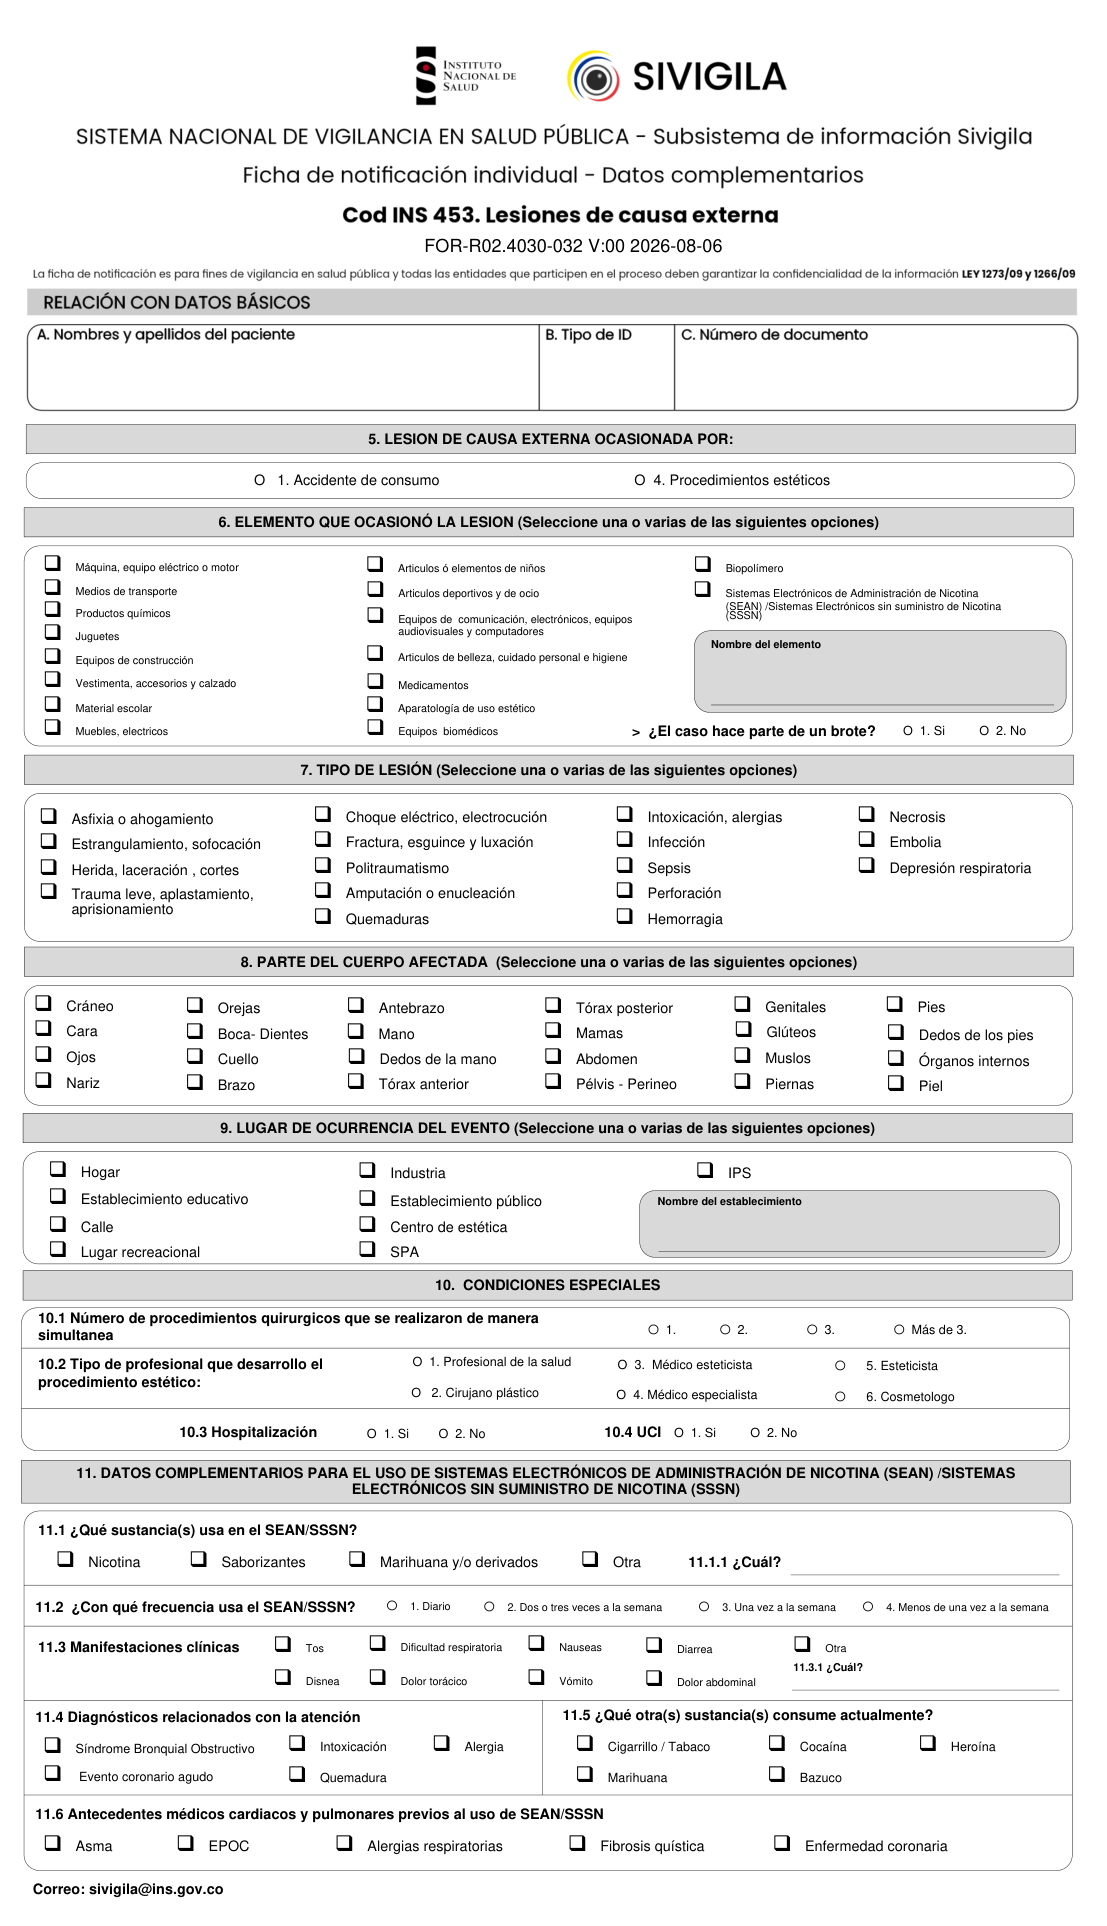 INSTITUTO
NACIONAL DE
SALUD
SIVIGILA
SISTEMA NACIONAL DE VIGILANCIA EN SALUD PÚBLICA - Subsistema de información Sivigila
Ficha de notificación individual - Datos complementarios
Cod INS 453. Lesiones de causa externa
FOR-R02.4030-032 V:00 2026-08-06
La ficha de notificación es para fines de vigilancia en salud pública y todas las entidades que participen en el proceso deben garantizar la confidencialidad de la información LEY 1273/09 y 1266/09
RELACIÓN CON DATOS BÁSICOS
A. Nombres y apellidos del paciente
B. Tipo de ID
C. Número de documento
5. LESION DE CAUSA EXTERNA OCASIONADA POR:
O 1. Accidente de consumo
O 4. Procedimientos estéticos
6. ELEMENTO QUE OCASIONÓ LA LESION (Seleccione una o varias de las siguientes opciones)
Máquina, equipo eléctrico o motor
Medios de transporte
Productos químicos
Juguetes
Equipos de construcción
Vestimenta, accesorios y calzado
Material escolar
Muebles, electricos
Articulos ó elementos de niños
Articulos deportivos y de ocio
Equipos de comunicación, electrónicos, equipos
audiovisuales y computadores
Articulos de belleza, cuidado personal e higiene
Medicamentos
Aparatología de uso estético
Equipos biomédicos
Biopolímero
Sistemas Electrónicos de Administración de Nicotina
(SEAN) /Sistemas Electrónicos sin suministro de Nicotina
(SSSN)
Nombre del elemento
> ¿El caso hace parte de un brote? O 1. Si O 2. No
7. TIPO DE LESIÓN (Seleccione una o varias de las siguientes opciones)
Asfixia o ahogamiento
Estrangulamiento, sofocación
Herida, laceración , cortes
Trauma leve, aplastamiento,
aprisionamiento
Choque eléctrico, electrocución
Fractura, esguince y luxación
Politraumatismo
Amputación o enucleación
Quemaduras
Intoxicación, alergias
Infección
Sepsis
Perforación
Hemorragia
Necrosis
Embolia
Depresión respiratoria
8. PARTE DEL CUERPO AFECTADA (Seleccione una o varias de las siguientes opciones)
Cráneo
Cara
Ojos
Nariz
Orejas
Boca- Dientes
Cuello
Brazo
Antebrazo
Mano
Dedos de la mano
Tórax anterior
Tórax posterior
Mamas
Abdomen
Pélvis - Perineo
Genitales
Glúteos
Muslos
Piernas
Pies
Dedos de los pies
Órganos internos
Piel
9. LUGAR DE OCURRENCIA DEL EVENTO (Seleccione una o varias de las siguientes opciones)
Hogar
Establecimiento educativo
Calle
Lugar recreacional
Industria
Establecimiento público
Centro de estética
SPA
IPS
Nombre del establecimiento
10. CONDICIONES ESPECIALES
10.1 Número de procedimientos quirurgicos que se realizaron de manera
simultanea
O 1. O 2. O 3. O Más de 3.
10.2 Tipo de profesional que desarrollo el
procedimiento estético:
O 1. Profesional de la salud O 3. Médico esteticista O 5. Esteticista
O 2. Cirujano plástico O 4. Médico especialista O 6. Cosmetologo
10.3 Hospitalización O 1. Si O 2. No 10.4 UCI O 1. Si O 2. No
11. DATOS COMPLEMENTARIOS PARA EL USO DE SISTEMAS ELECTRÓNICOS DE ADMINISTRACIÓN DE NICOTINA (SEAN) /SISTEMAS
ELECTRÓNICOS SIN SUMINISTRO DE NICOTINA (SSSN)
11.1 ¿Qué sustancia(s) usa en el SEAN/SSSN?
Nicotina Saborizantes Marihuana y/o derivados Otra 11.1.1 ¿Cuál?
11.2 ¿Con qué frecuencia usa el SEAN/SSSN? O 1. Diario O 2. Dos o tres veces a la semana O 3. Una vez a la semana O 4. Menos de una vez a la semana
11.3 Manifestaciones clínicas Tos Dificultad respiratoria Nauseas Diarrea Otra
11.3.1 ¿Cuál?
Disnea Dolor torácico Vómito Dolor abdominal
11.4 Diagnósticos relacionados con la atención
Síndrome Bronquial Obstructivo Intoxicación Alergia
Evento coronario agudo Quemadura
11.5 ¿Qué otra(s) sustancia(s) consume actualmente?
Cigarrillo / Tabaco Cocaína Heroína
Marihuana Bazuco
11.6 Antecedentes médicos cardiacos y pulmonares previos al uso de SEAN/SSSN
Asma EPOC Alergias respiratorias Fibrosis quística Enfermedad coronaria
Correo: sivigila@ins.gov.co